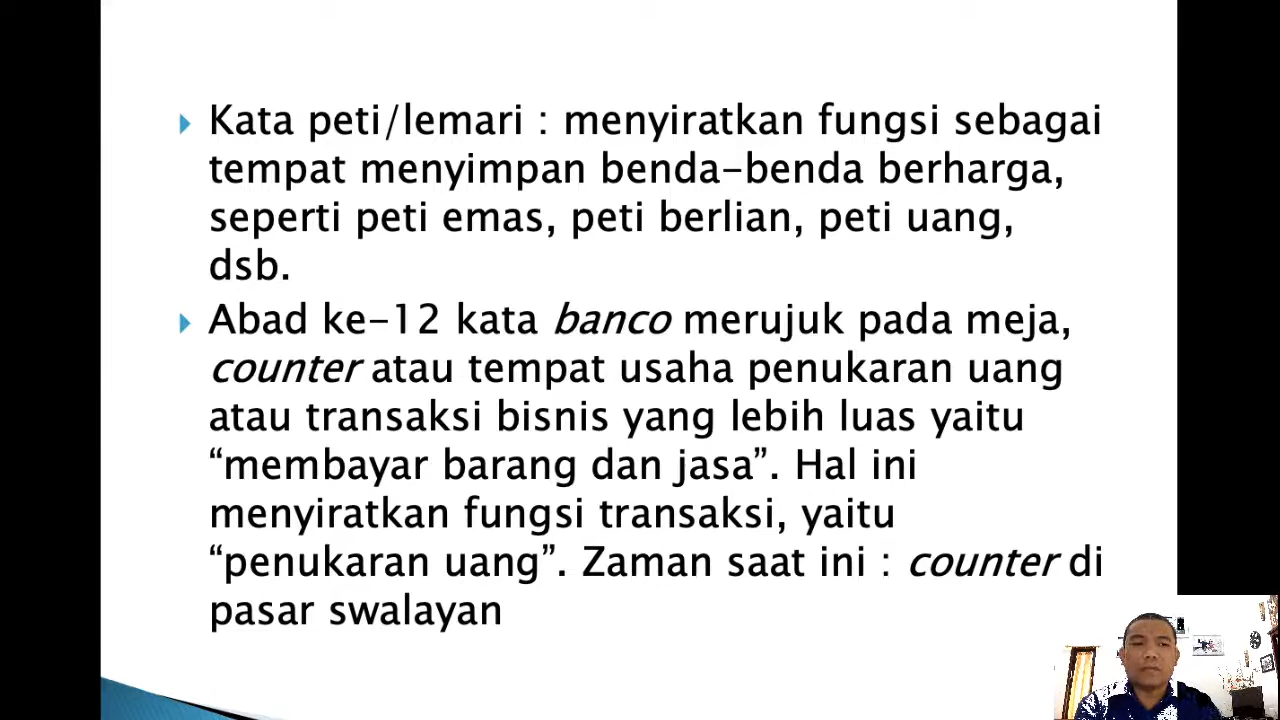 Kata peti/lemari : menyiratkan fungsi sebagai
tempat menyimpan benda-benda berharga,
seperti peti emas, peti berlian, peti uang,
dsb.
Abad ke-12 kata banco merujuk pada meja,
counter atau tempat usaha penukaran uang
atau transaksi bisnis yang lebih luas yaitu
“membayar barang dan jasa”. Hal ini
menyiratkan fungsi transaksi, yaitu
“penukaran uang”. Zaman saat ini : counter di
pasar swalayan